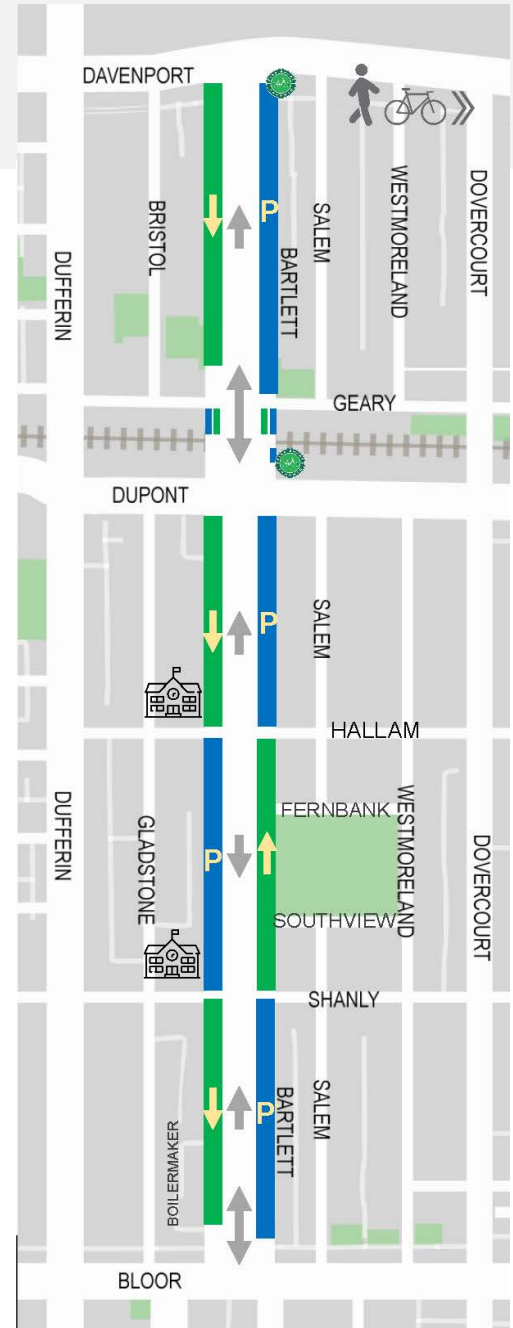 DAVENPORT
BRISTOL
P
SALEM
WESTMORELAND
DOVERCOURT
DUFFERIN
BARTLETT
GEARY
DUPONT
P
SALEM
HALLAM
DUFFERIN
GLADSTONE
P
FERNBANK
WESTMORELAND
DOVERCOURT
SOUTHVIEW
SHANLY
BOILERMAKER
P
BARTLETT
SALEM
BLOOR